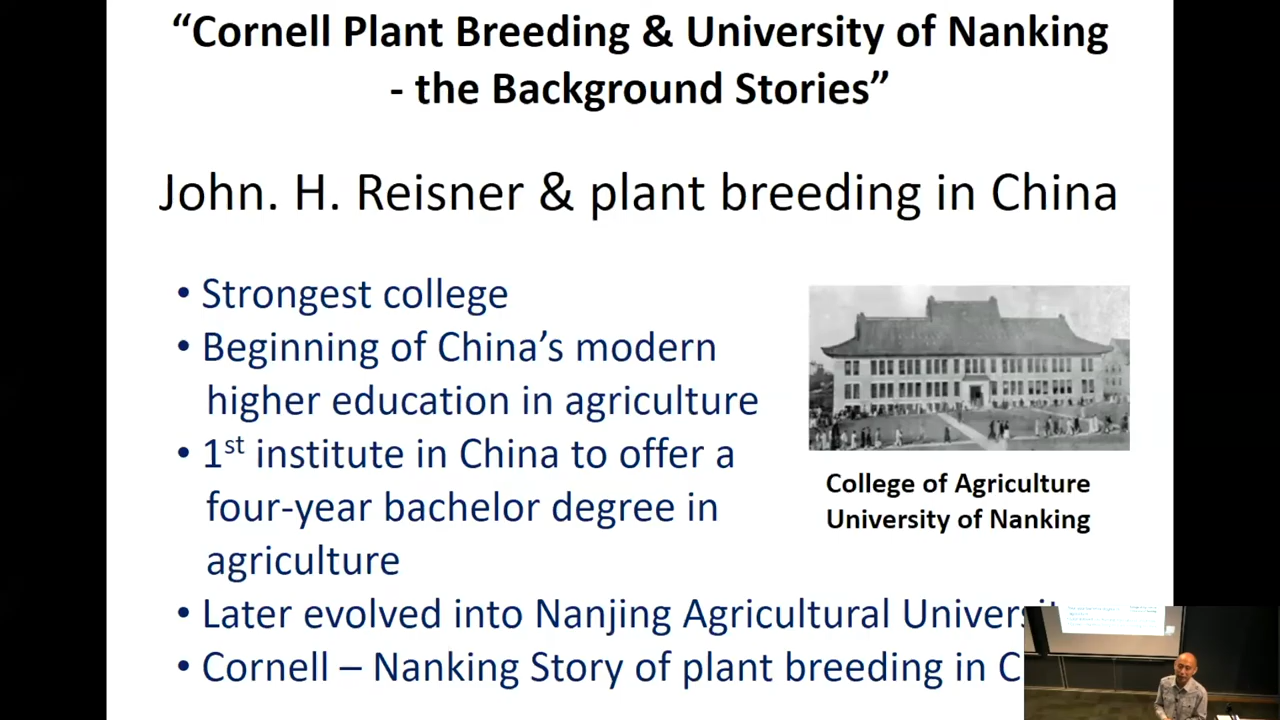 “Cornell Plant Breeding & University of Nanking
- the Background Stories”
John. H. Reisner & plant breeding in China
• Strongest college
• Beginning of China’s modern
higher education in agriculture
• 1st institute in China to offer a
four-year bachelor degree in
agriculture
College of Agriculture
University of Nanking
• Later evolved into Nanjing Agricultural
• Cornell – Nanking Story of plant breeding in